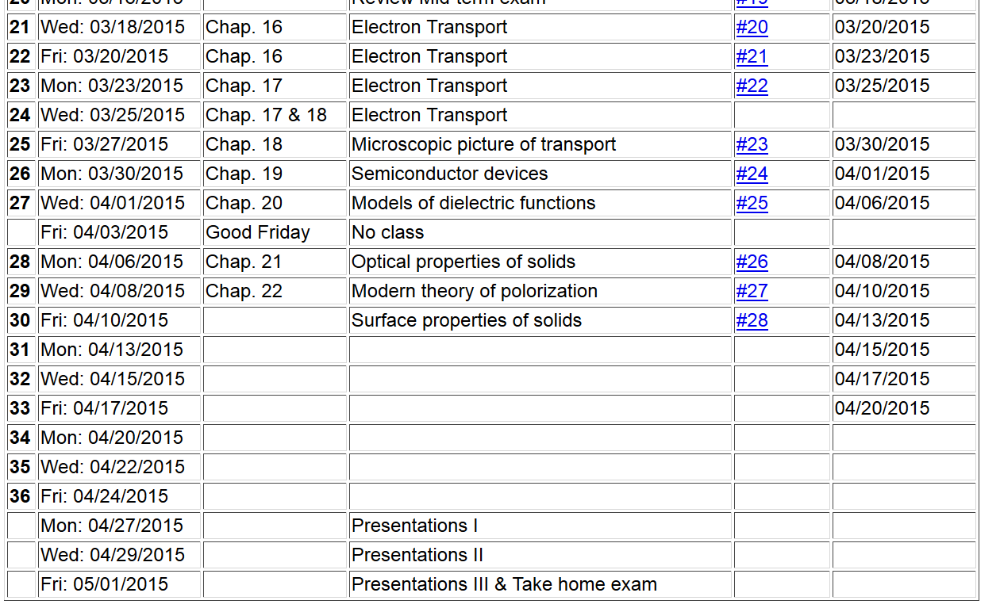 20 Mon: 03/16/2015 Review Mid-term exam #19 03/18/2015
21 Wed: 03/18/2015 Chap. 16 Electron Transport #20 03/20/2015
22 Fri: 03/20/2015 Chap. 16 Electron Transport #21 03/23/2015
23 Mon: 03/23/2015 Chap. 17 Electron Transport #22 03/25/2015
24 Wed: 03/25/2015 Chap. 17 & 18 Electron Transport
25 Fri: 03/27/2015 Chap. 18 Microscopic picture of transport #23 03/30/2015
26 Mon: 03/30/2015 Chap. 19 Semiconductor devices #24 04/01/2015
27 Wed: 04/01/2015 Chap. 20 Models of dielectric functions #25 04/06/2015
Fri: 04/03/2015 Good Friday No class
28 Mon: 04/06/2015 Chap. 21 Optical properties of solids #26 04/08/2015
29 Wed: 04/08/2015 Chap. 22 Modern theory of polorization #27 04/10/2015
30 Fri: 04/10/2015 Surface properties of solids #28 04/13/2015
31 Mon: 04/13/2015 04/15/2015
32 Wed: 04/15/2015 04/17/2015
33 Fri: 04/17/2015 04/20/2015
34 Mon: 04/20/2015
35 Wed: 04/22/2015
36 Fri: 04/24/2015
Mon: 04/27/2015 Presentations I
Wed: 04/29/2015 Presentations II
Fri: 05/01/2015 Presentations III & Take home exam